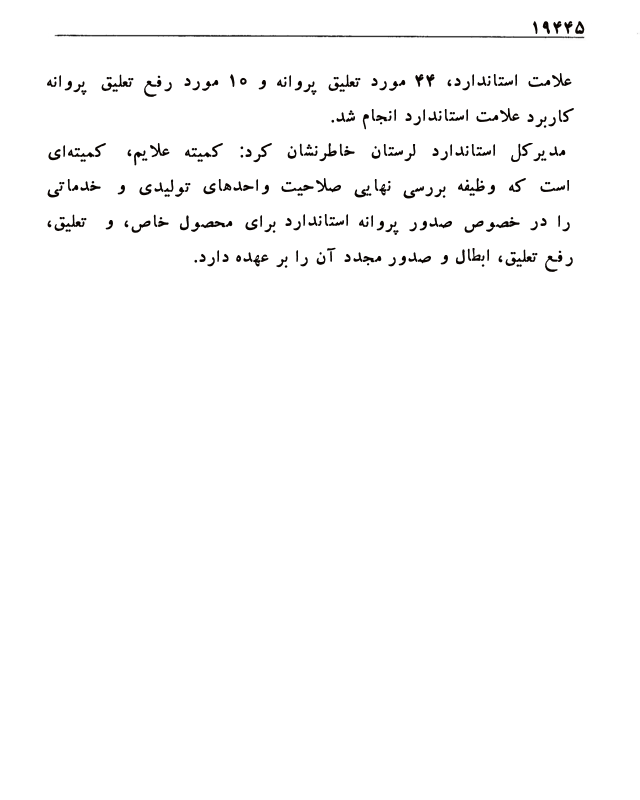 ۱۹۴۴۵
علامت استاندارد، ۴۴ مورد تعلیق پروانه و ۱۵ مورد رفع تعلیق پروانه
کاربرد علامت استاندارد انجام شد.
مدیرکل استاندارد لرستان خاطرنشان کرد: کمیته علایم، کمیته‌ای
است که وظیفه بررسی نهایی صلاحیت واحدهای تولیدی و خدماتی
را در خصوص صدور پروانه استاندارد برای محصول خاص، و تعلیق،
رفع تعلیق، ابطال و صدور مجدد آن را بر عهده دارد.